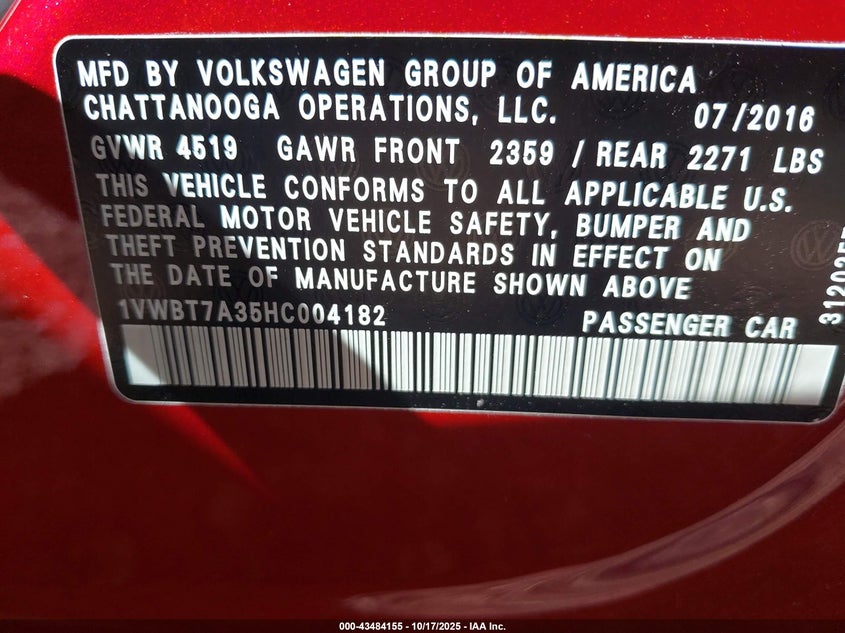 MFD BY VOLKSWAGEN GROUP OF AMERICA
CHATTANOOGA OPERATIONS, LLC. 07/2016
GVWR 4519 GAWR FRONT 2359 / REAR 2271 LBS
THIS VEHICLE CONFORMS TO ALL APPLICABLE U.S.
FEDERAL MOTOR VEHICLE SAFETY, BUMPER AND
THEFT PREVENTION STANDARDS IN EFFECT ON
THE DATE OF MANUFACTURE SHOWN ABOVE
1VWBT7A35HC004182 PASSENGER CAR
000-43484155 - 10/17/2025 - IAA Inc.